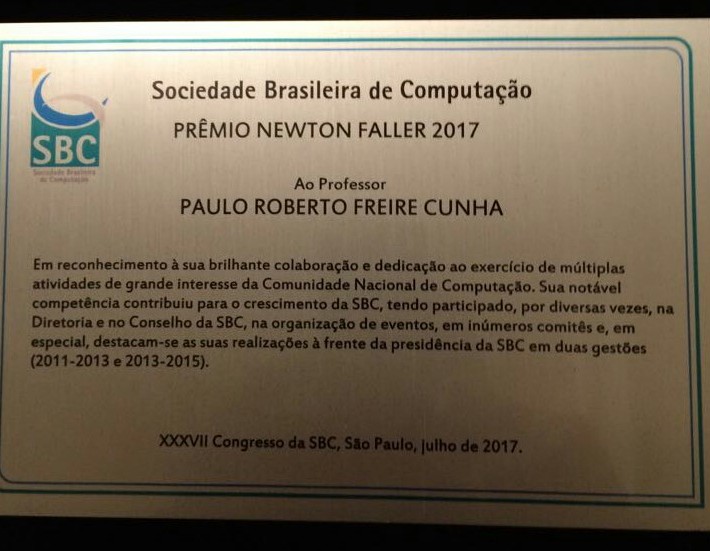 Sociedade Brasileira de Computação
PRÊMIO NEWTON FALLER 2017
SBC
Sociedade Brasileira
de Computação
Ao Professor
PAULO ROBERTO FREIRE CUNHA
Em reconhecimento à sua brilhante colaboração e dedicação ao exercício de múltiplas
atividades de grande interesse da Comunidade Nacional de Computação. Sua notável
competência contribuiu para o crescimento da SBC, tendo participado, por diversas vezes, na
Diretoria e no Conselho da SBC, na organização de eventos, em inúmeros comitês e, em
especial, destacam-se as suas realizações à frente da presidência da SBC em duas gestões
(2011-2013 e 2013-2015).
XXXVII Congresso da SBC, São Paulo, julho de 2017.